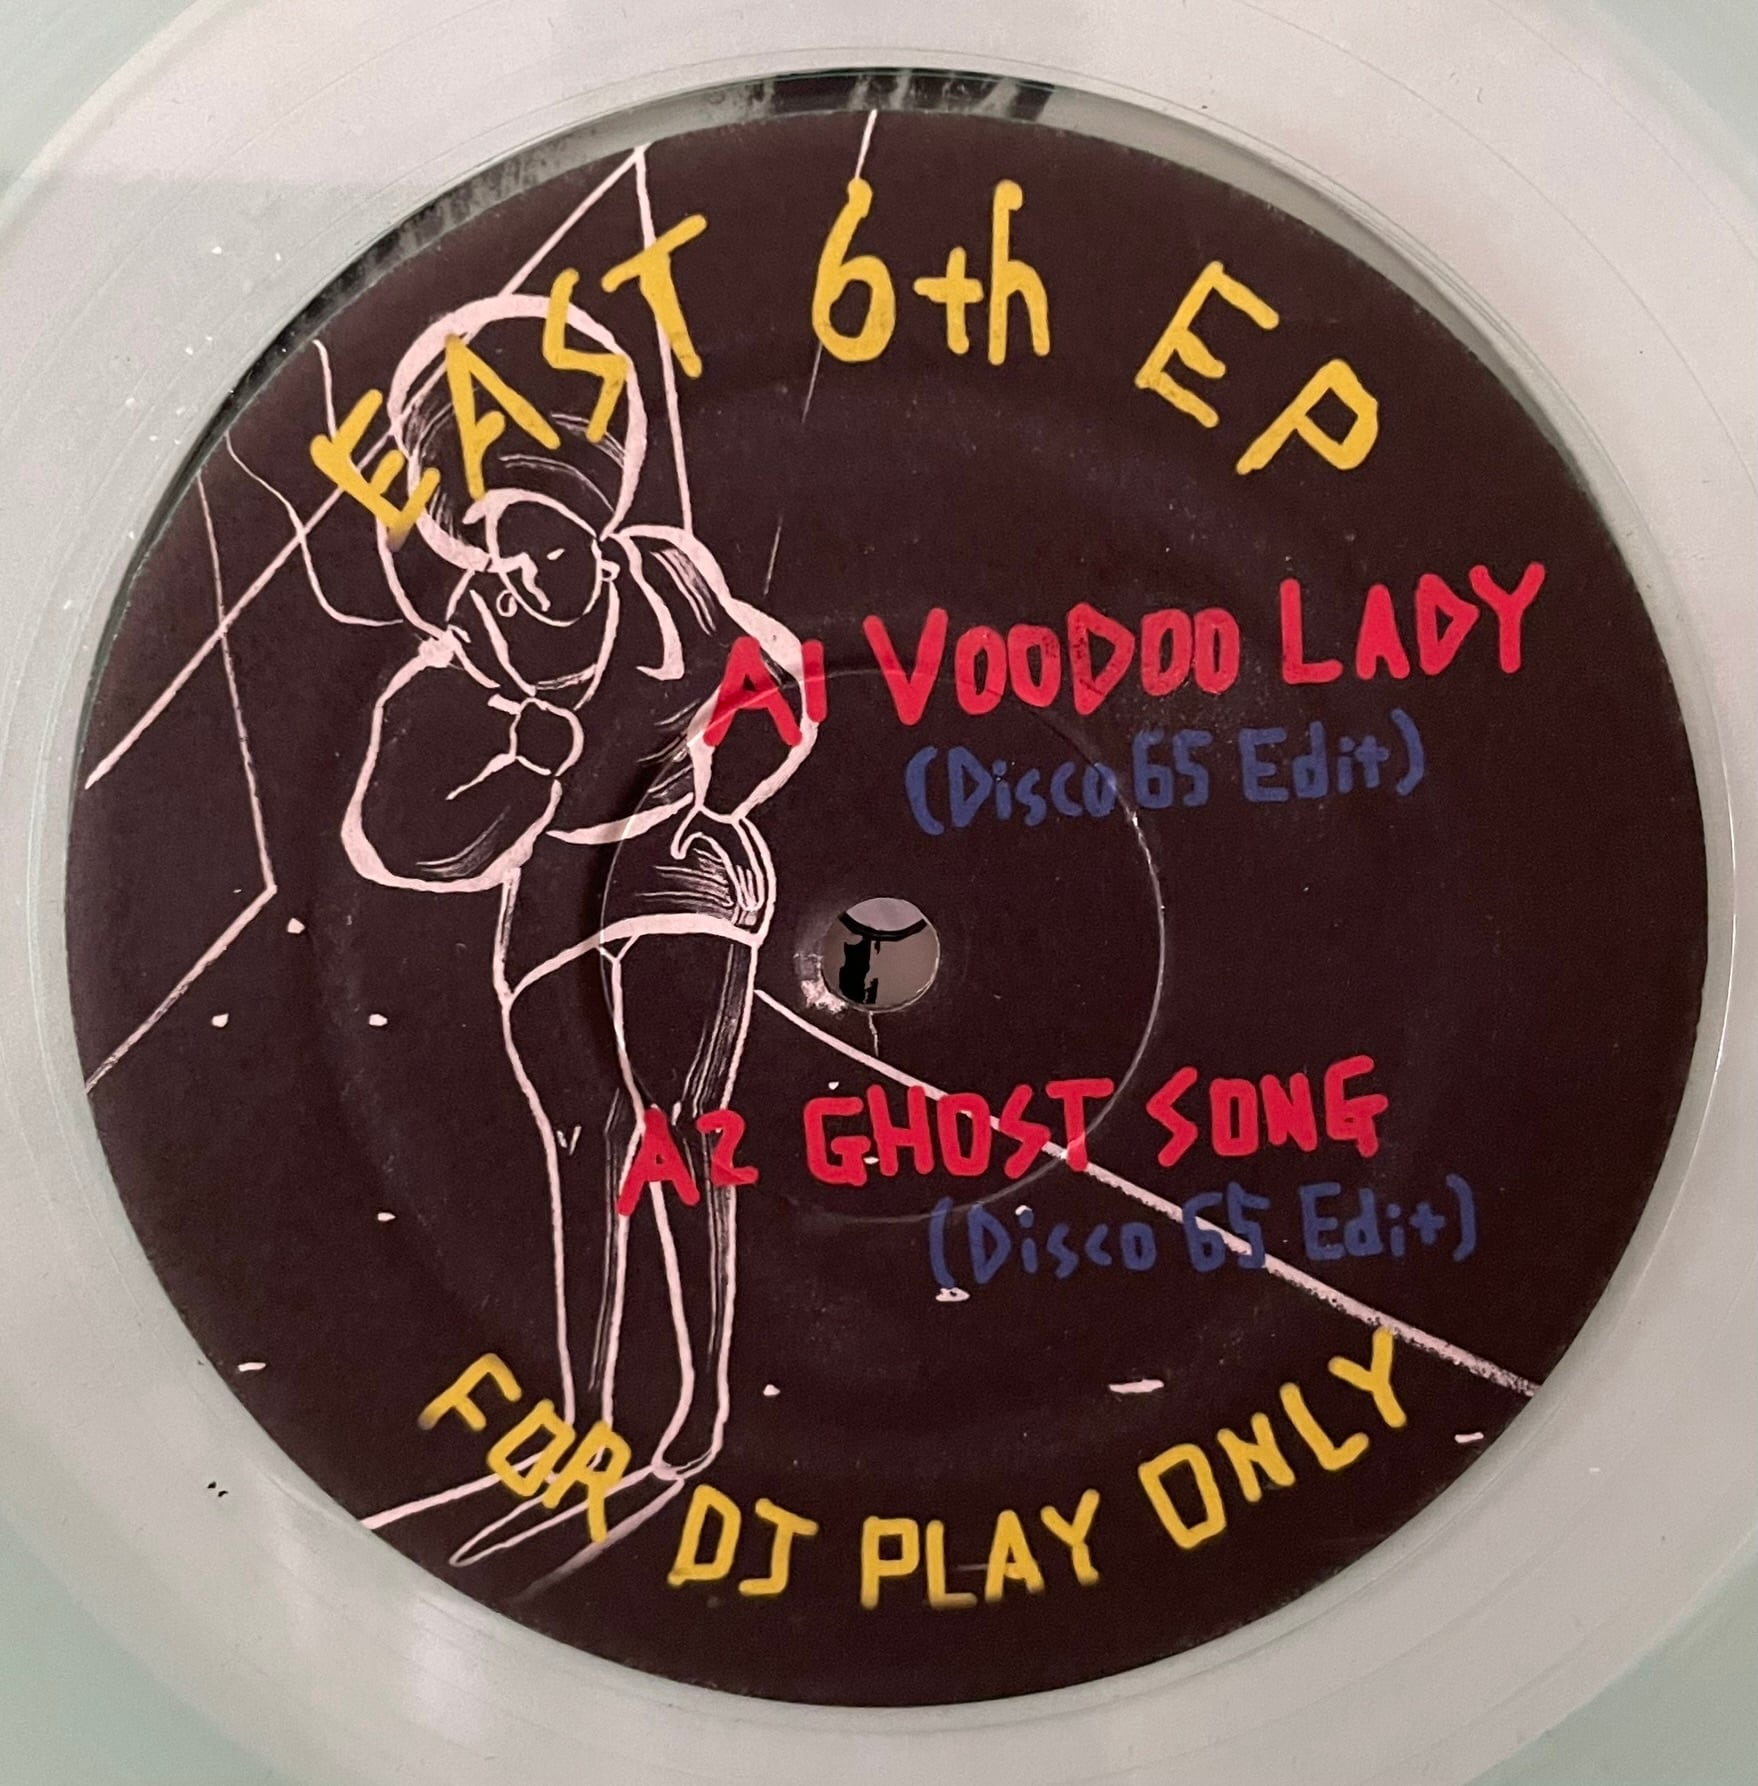 EAST 6th EP
A1 VOODOO LADY
(Disco 65 Edit)
A2 GHOST SONG
(Disco 65 Edit)
FOR DJ PLAY ONLY